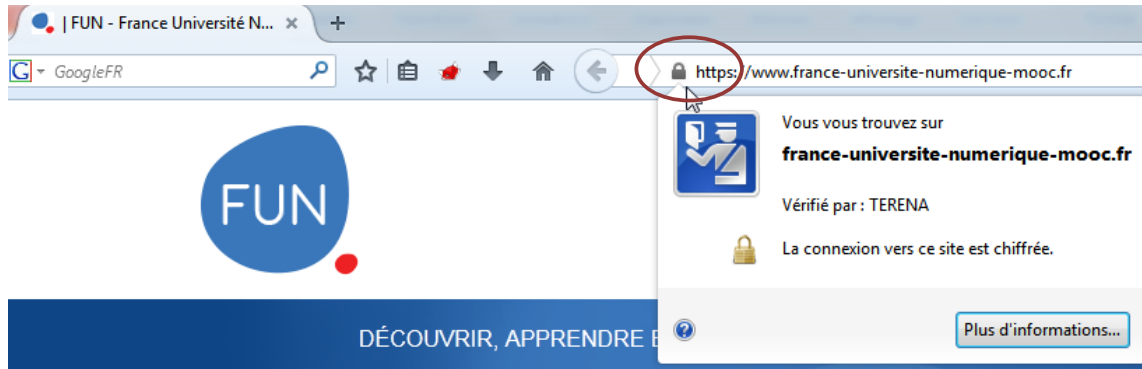 | FUN - France Université N... × +
GoogleFR
https://www.france-universite-numerique-mooc.fr
Vous vous trouvez sur
france-universite-numerique-mooc.fr
Vérifié par : TERENA
La connexion vers ce site est chiffrée.
Plus d'informations...
FUN
DÉCOUVRIR, APPRENDRE E